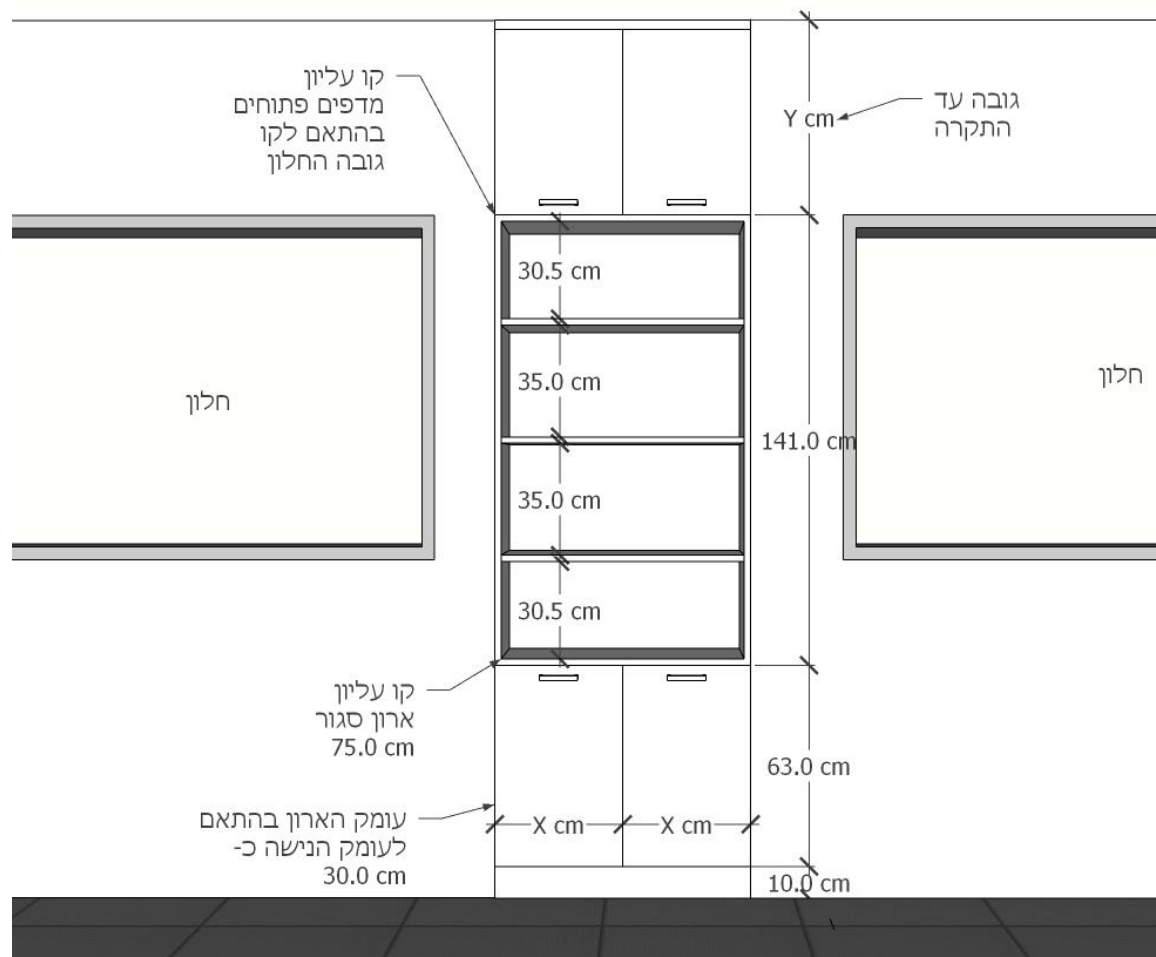 קו עליון
מדפים פתוחים
בהתאם לקו
גובה החלון
גובה עד
התקרה
Y cm
30.5 cm
חלון
חלון
35.0 cm
141.0 cm
35.0 cm
30.5 cm
קו עליון
ארון סגור
75.0 cm
63.0 cm
עומק הארון בהתאם
לעומק הנישה כ-
30.0 cm
X cm
X cm
10.0 cm